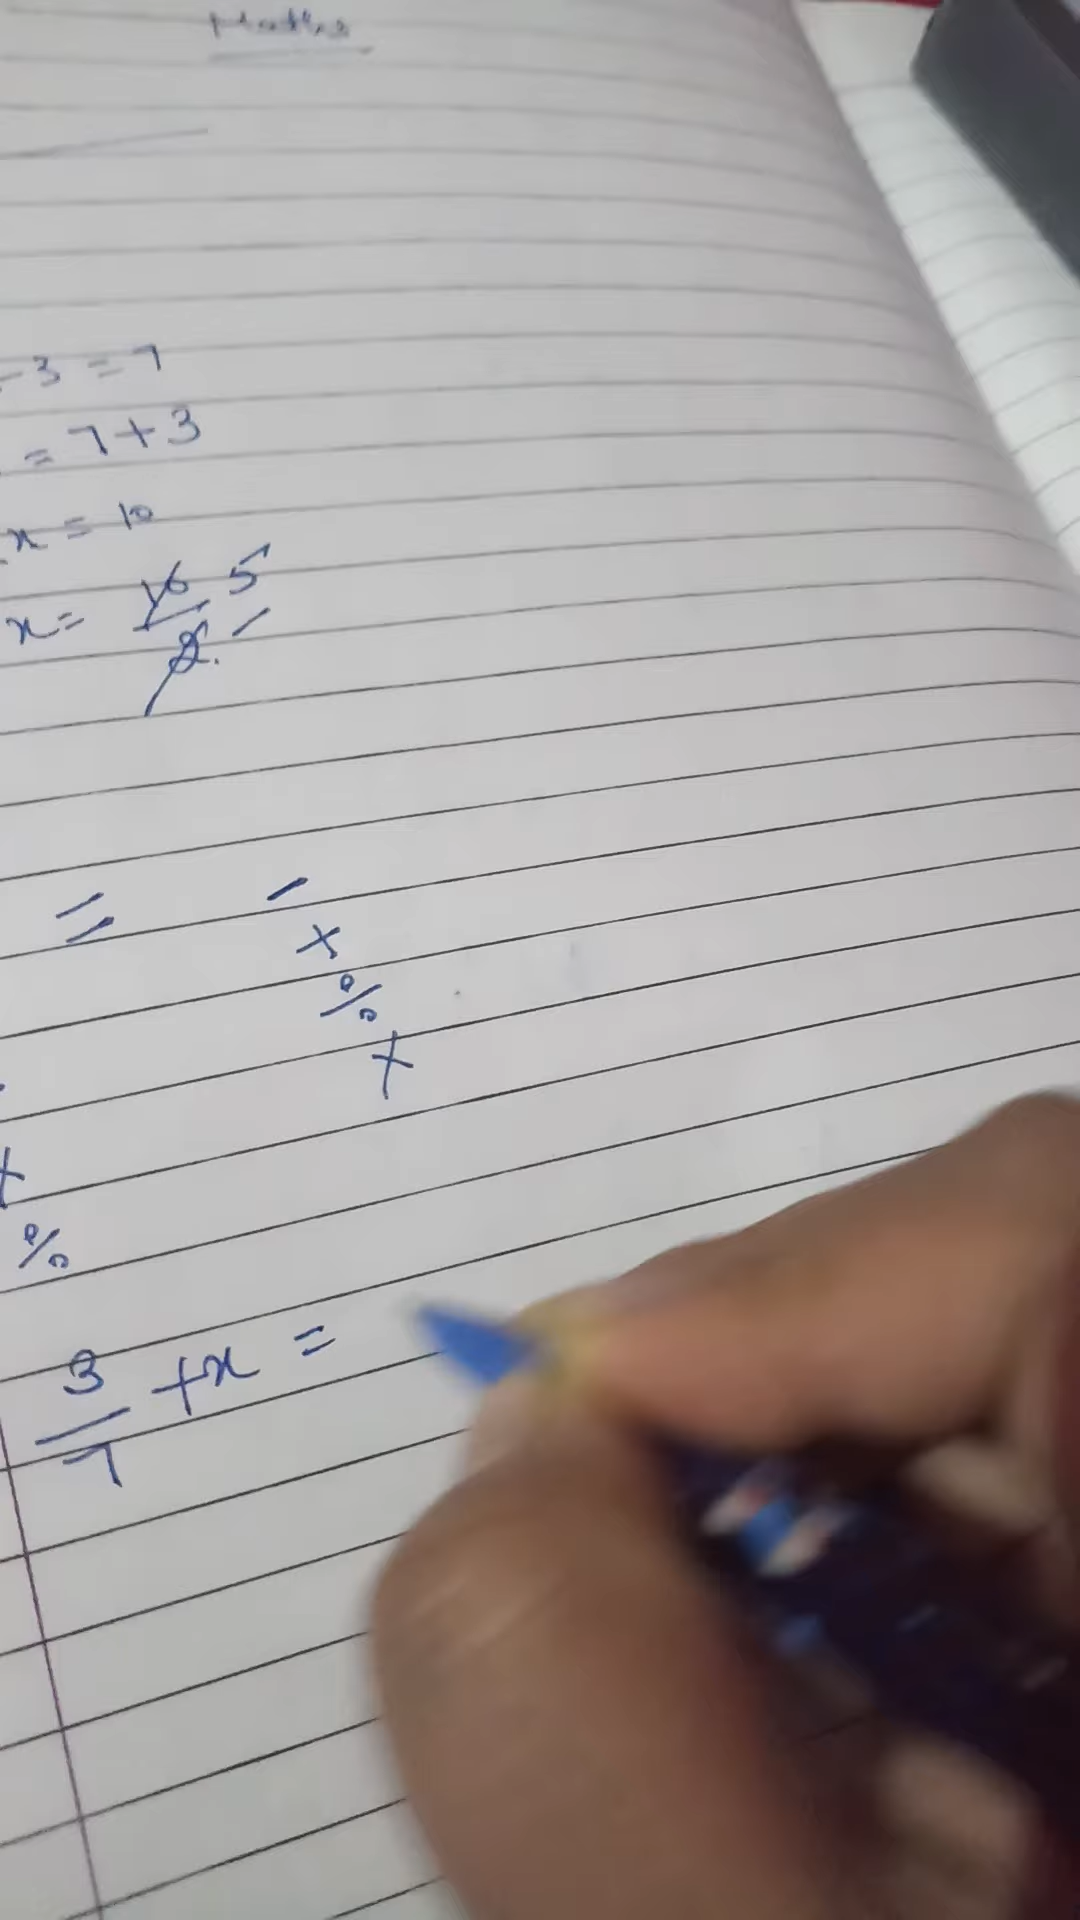 Maths
-3 = 7
= 7+3
x = 10
x = 10/2 5
= -
+
%
+
+
%
3/7 +x =